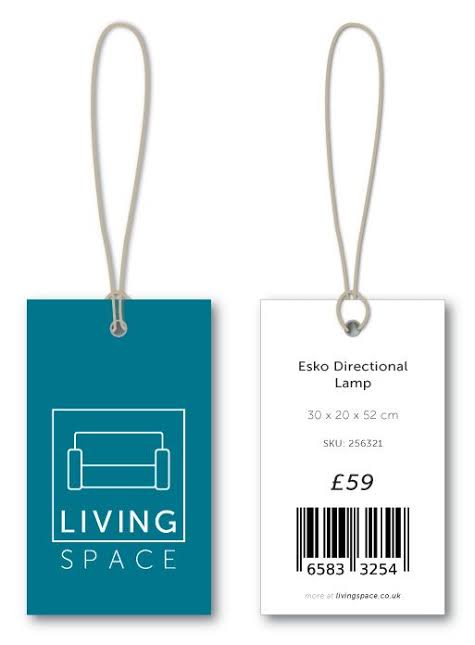 LIVING
SPACE
Esko Directional
Lamp
30 x 20 x 52 cm
SKU: 256321
£59
6583 3254
more at livingspace.co.uk